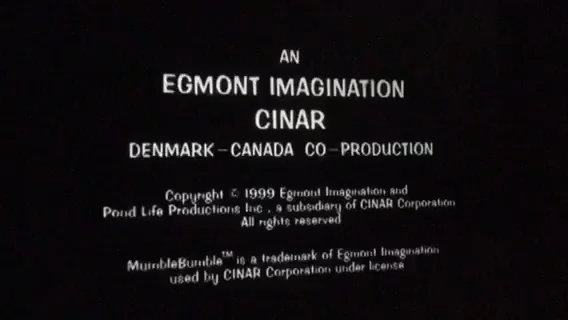 AN
EGMONT IMAGINATION
CINAR
DENMARK-CANADA CO-PRODUCTION
Copyright © 1999 Egmont Imagination and
Pond Life Productions Inc., a subsidiary of CINAR Corporation
All rights reserved
MumbleBumble™ is a trademark of Egmont Imagination
used by CINAR Corporation under license